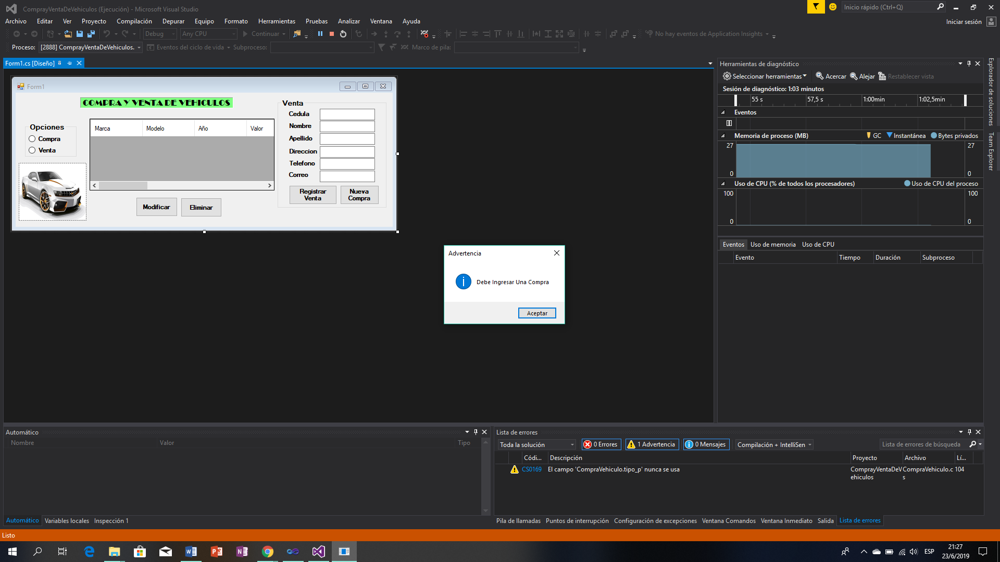 ComprayVentaDeVehiculos (Ejecución) - Microsoft Visual Studio
Inicio rápido (Ctrl+Q)
Archivo Editar Ver Proyecto Compilación Depurar Equipo Formato Herramientas Pruebas Analizar Ventana Ayuda
Iniciar sesión
Debug Any CPU Continuar No hay eventos de Application Insights
Proceso: [2888] ComprayVentaDeVehiculos. Eventos del ciclo de vida Subproceso: Marco de pila:
Form1.cs [Diseño]
Form1
COMPRA Y VENTA DE VEHICULOS
Opciones
Compra
Venta
Marca Modelo Año Valor
Modificar Eliminar
Venta
Cedula
Nombre
Apellido
Direccion
Telefono
Correo
Registrar Venta
Nueva Compra
Advertencia
Debe Ingresar Una Compra
Aceptar
Herramientas de diagnóstico
Seleccionar herramientas Acercar Alejar Restablecer vista
Sesión de diagnóstico: 1:03 minutos
55 s 57,5 s 1:00min 1:02,5min
Eventos
Memoria de proceso (MB) GC Instantánea Bytes privados
27 27
0 0
Uso de CPU (% de todos los procesadores) Uso de CPU del proceso
100 100
0 0
Eventos Uso de memoria Uso de CPU
Evento Tiempo Duración Subproceso
Explorador de soluciones
Team Explorer
Automático
Nombre Valor Tipo
Automático Variables locales Inspección 1
Lista de errores
Toda la solución 0 Errores 1 Advertencia 0 Mensajes Compilación + IntelliSen Lista de errores de búsqueda
Códi... Descripción Proyecto Archivo Lí...
CS0169 El campo 'CompraVehiculo.tipo_p' nunca se usa ComprayVentaDeV CompraVehiculo.c 104
ehiculos s
Pila de llamadas Puntos de interrupción Configuración de excepciones Ventana Comandos Ventana Inmediato Salida Lista de errores
Listo
ESP
21:27
23/6/2019